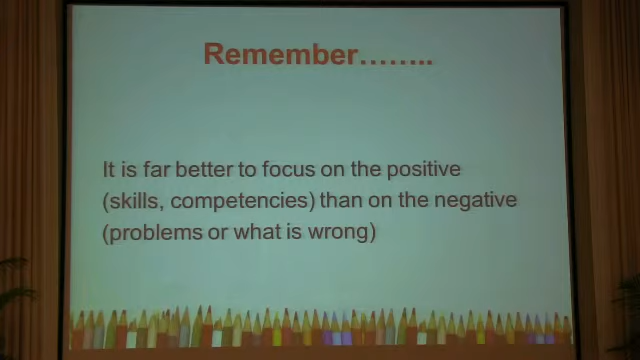 Remember……..
It is far better to focus on the positive
(skills, competencies) than on the negative
(problems or what is wrong)